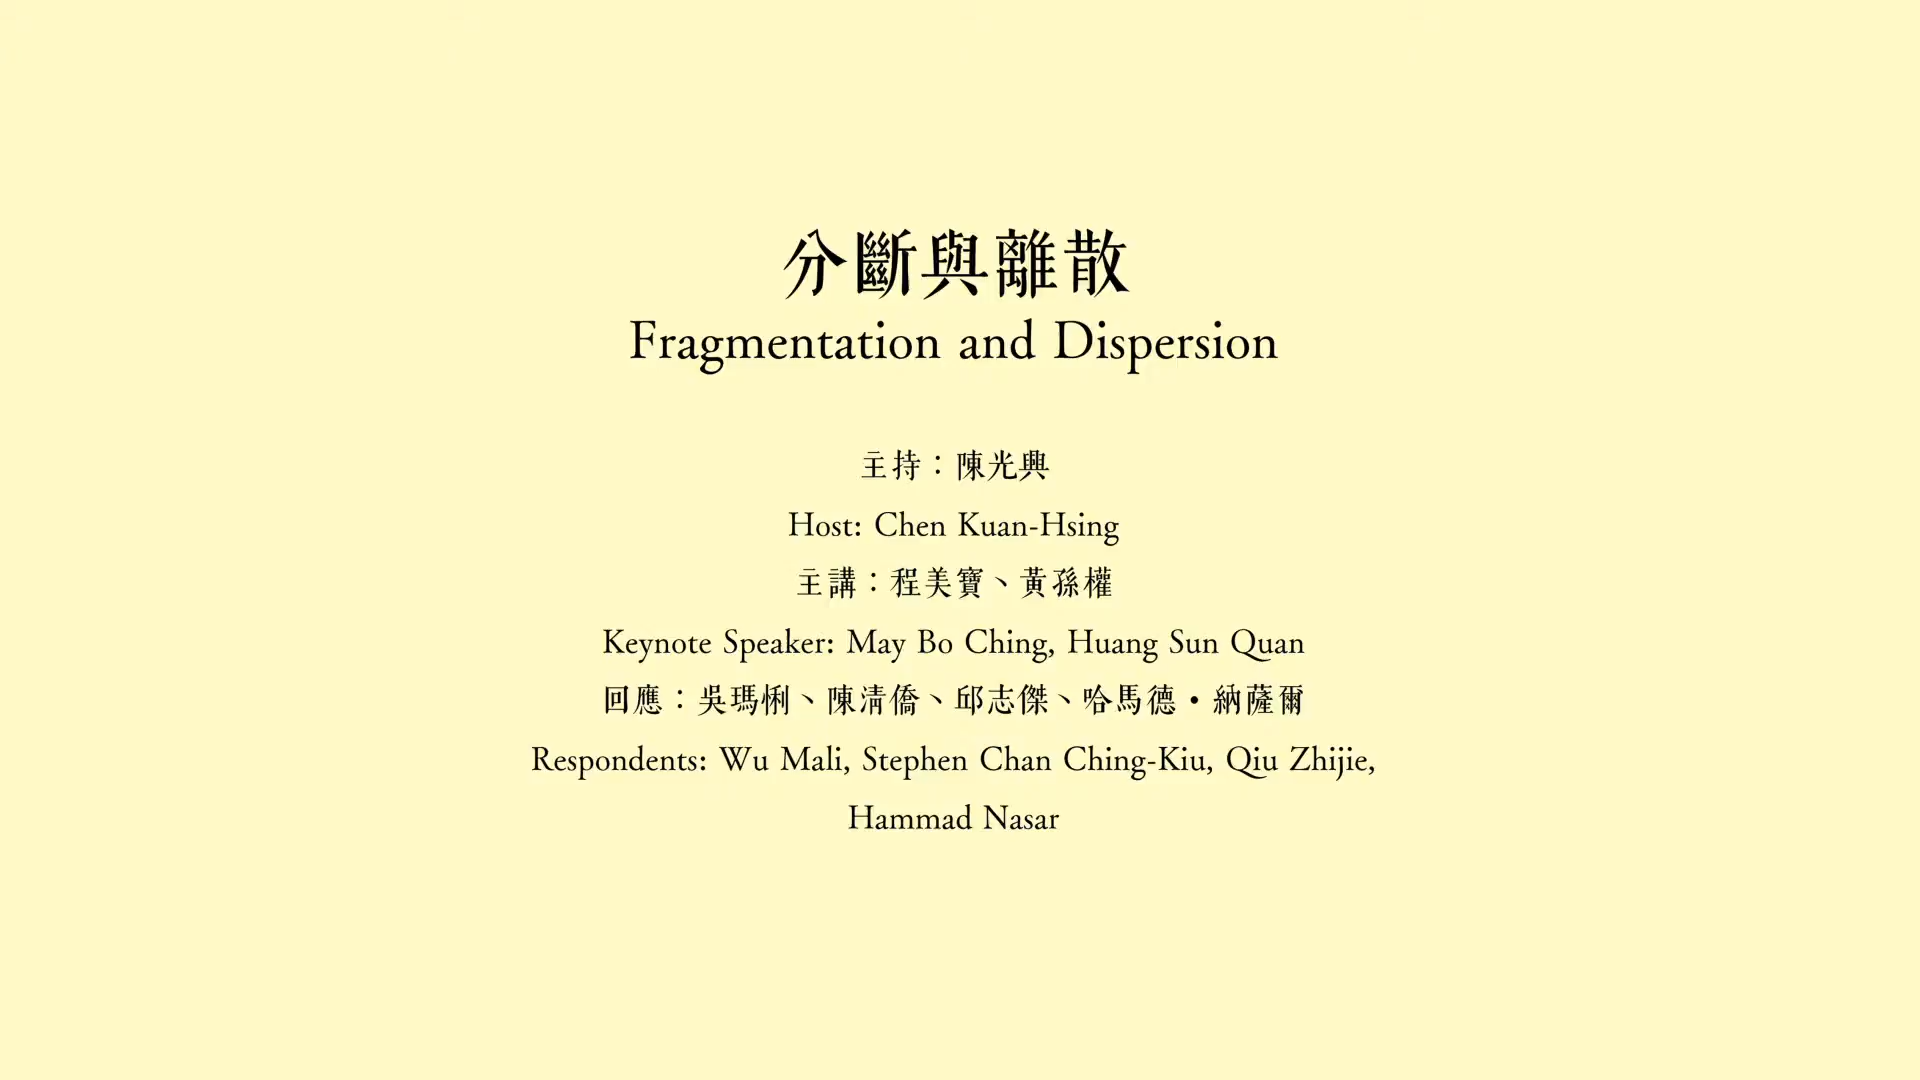 分斷與離散
Fragmentation and Dispersion
主持：陳光興
Host: Chen Kuan-Hsing
主講：程美寶、黃孫權
Keynote Speaker: May Bo Ching, Huang Sun Quan
回應：吳瑪悧、陳清僑、邱志傑、哈馬德・納薩爾
Respondents: Wu Mali, Stephen Chan Ching-Kiu, Qiu Zhijie,
Hammad Nasar